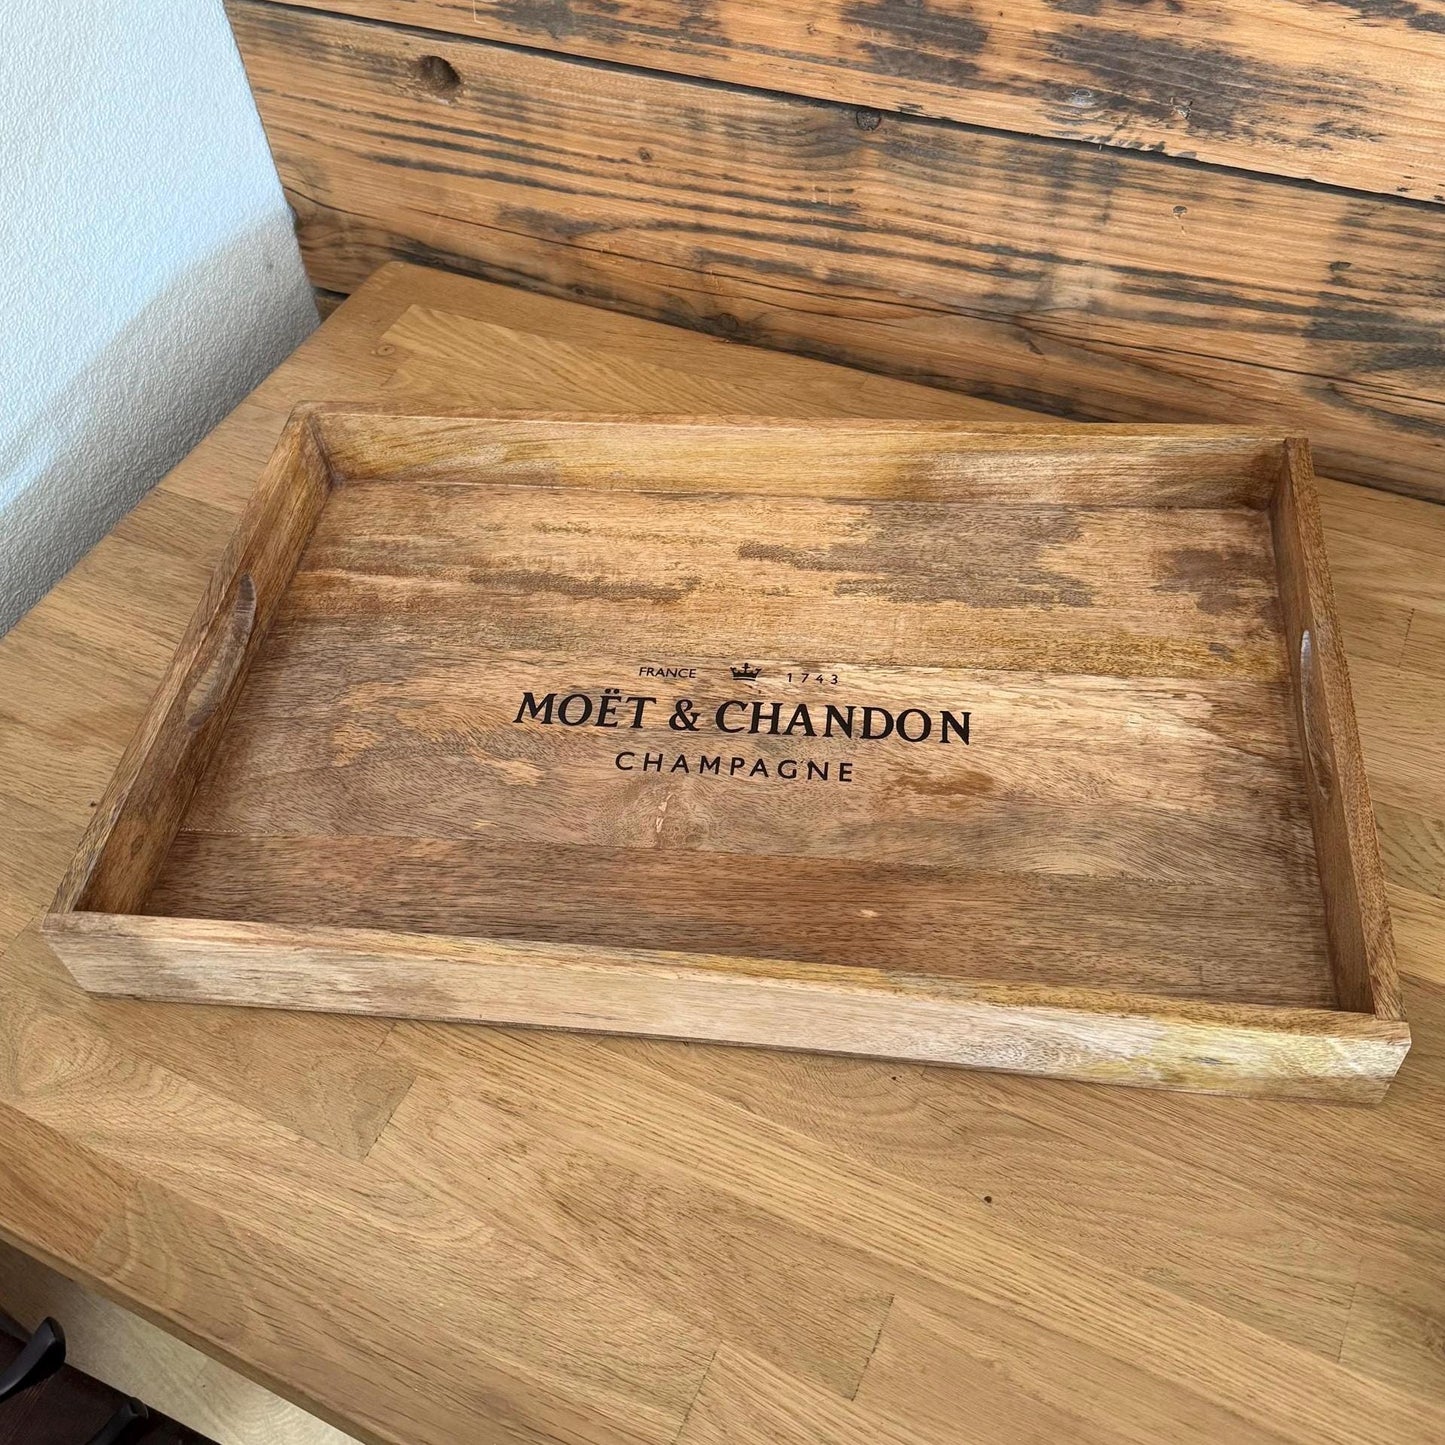 FRANCE 1743
MOËT & CHANDON
CHAMPAGNE